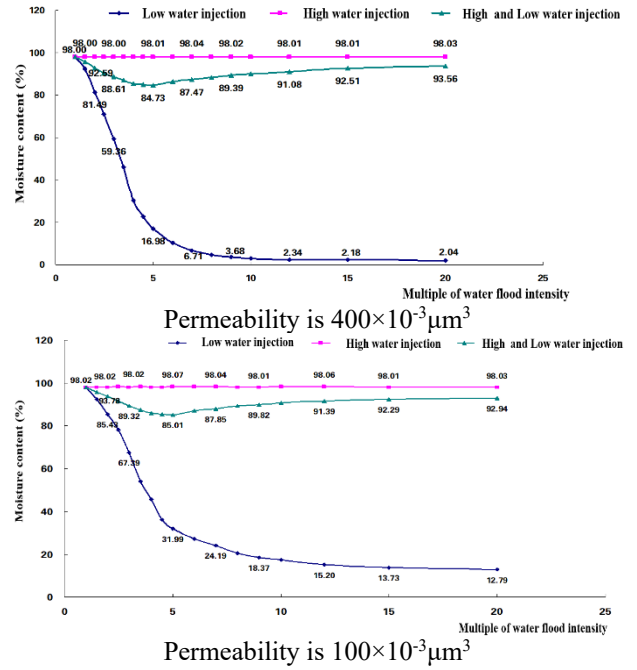 Low water injection High water injection High and Low water injection
120
100
80
60
40
20
0
Moisture content (%)
98.00 98.00 98.00 98.01 98.04 98.02 98.01 98.01 98.03
92.59 88.61 84.73 87.47 89.39 91.08 92.51 93.56
81.49 59.36 16.98 6.71 3.68 2.34 2.18 2.04
0 5 10 15 20 25
Multiple of water flood intensity
Permeability is 400×10⁻³μm³
Low water injection High water injection High and Low water injection
120
100
80
60
40
20
0
Moisture content (%)
98.02 98.02 98.02 98.07 98.04 98.01 98.06 98.01 98.03
93.78 89.32 85.01 87.85 89.82 91.39 92.29 92.94
85.43 67.39 31.99 24.19 18.37 15.20 13.73 12.79
0 5 10 15 20 25
Multiple of water flood intensity
Permeability is 100×10⁻³μm³